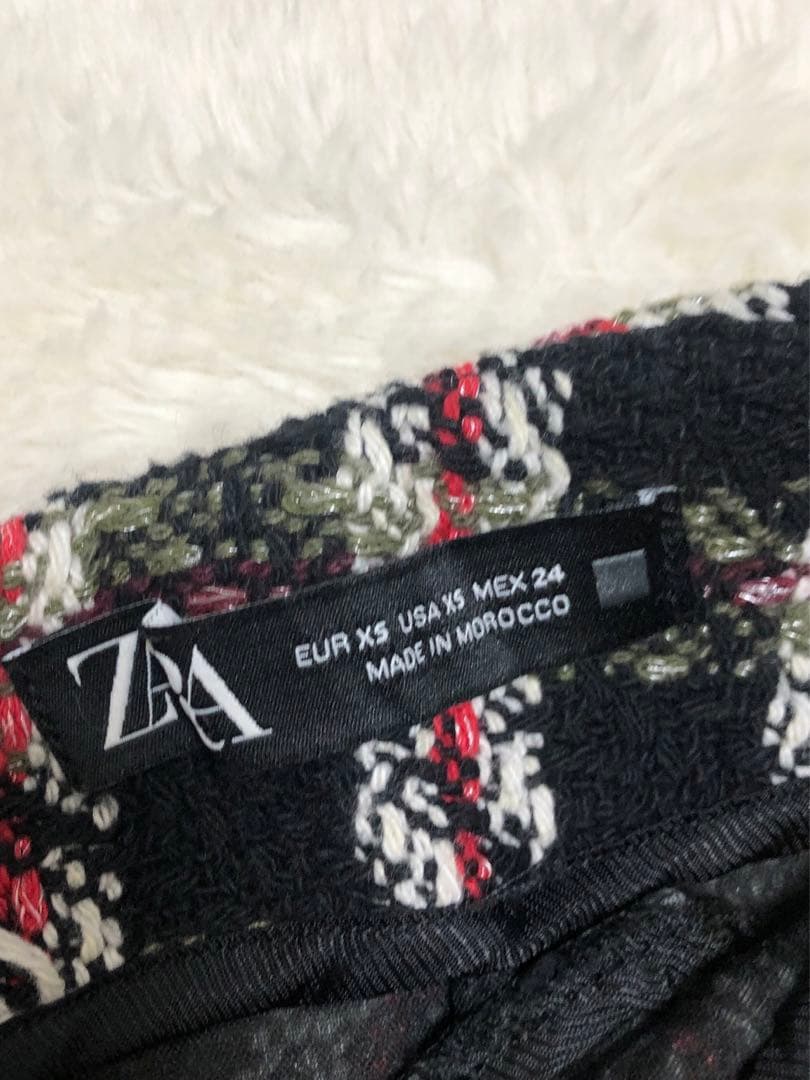 ZARA
EUR XS USA XS MEX 24
MADE IN MOROCCO